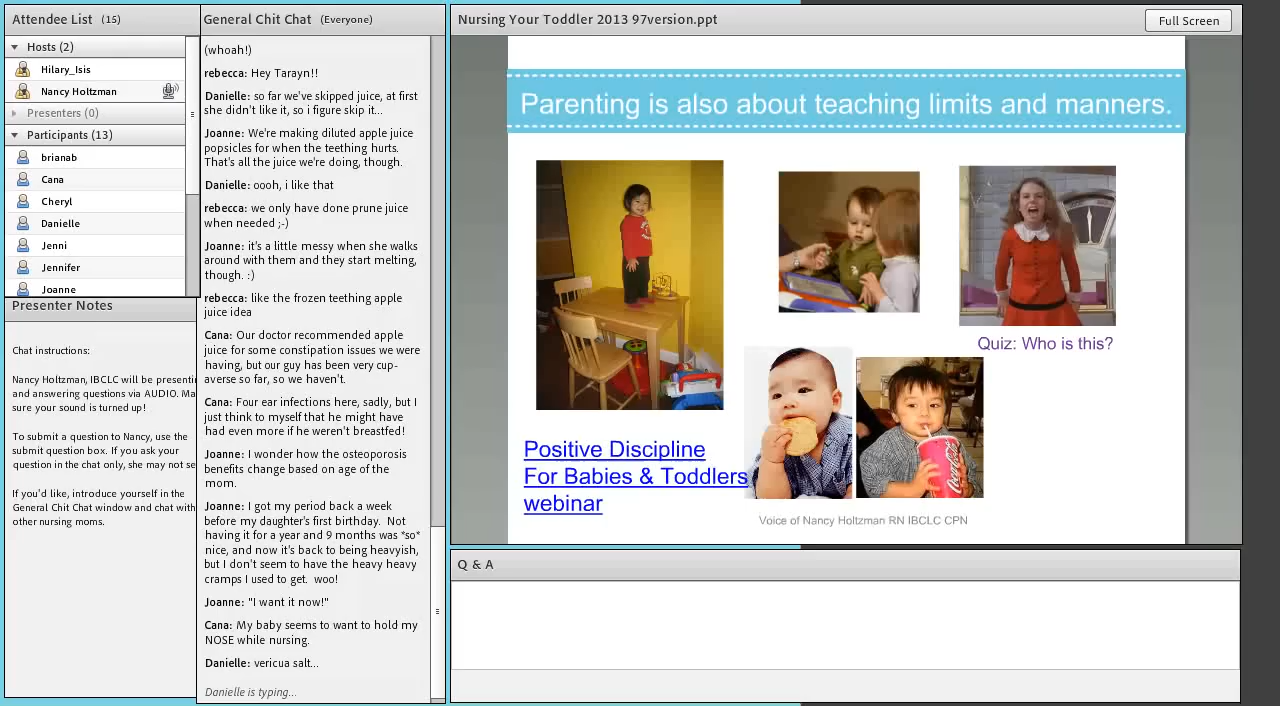 Attendee List (15)
Hosts (2)
Hilary_Isis
Nancy Holtzman
Presenters (0)
Participants (13)
brianab
Cana
Cheryl
Danielle
Jenni
Jennifer
Joanne
Presenter Notes
Chat instructions:
Nancy Holtzman, IBCLC will be presenti
and answering questions via AUDIO. Ma
sure your sound is turned up!
To submit a question to Nancy, use the
submit question box. If you ask your
question in the chat only, she may not se
If you'd like, introduce yourself in the
General Chit Chat window and chat with
other nursing moms.
General Chit Chat (Everyone)
(whoah!)
rebecca: Hey Tarayn!!
Danielle: so far we've skipped juice, at first
she didn't like it, so i figure skip it...
Joanne: We're making diluted apple juice
popsicles for when the teething hurts.
That's all the juice we're doing, though.
Danielle: oooh, i like that
rebecca: we only have done prune juice
when needed ;-)
Joanne: it's a little messy when she walks
around with them and they start melting,
though. :)
rebecca: like the frozen teething apple
juice idea
Cana: Our doctor recommended apple
juice for some constipation issues we were
having, but our guy has been very cup-
averse so far, so we haven't.
Cana: Four ear infections here, sadly, but I
just think to myself that he might have
had even more if he weren't breastfed!
Joanne: I wonder how the osteoporosis
benefits change based on age of the
mom.
Joanne: I got my period back a week
before my daughter's first birthday. Not
having it for a year and 9 months was *so*
nice, and now it's back to being heavyish,
but I don't seem to have the heavy heavy
cramps I used to get. woo!
Joanne: "I want it now!"
Cana: My baby seems to want to hold my
NOSE while nursing.
Danielle: vericua salt...
Danielle is typing...
Nursing Your Toddler 2013 97version.ppt
Full Screen
Parenting is also about teaching limits and manners.
Quiz: Who is this?
Coca-Cola
Positive Discipline
For Babies & Toddlers
webinar
Voice of Nancy Holtzman RN IBCLC CPN
Q & A